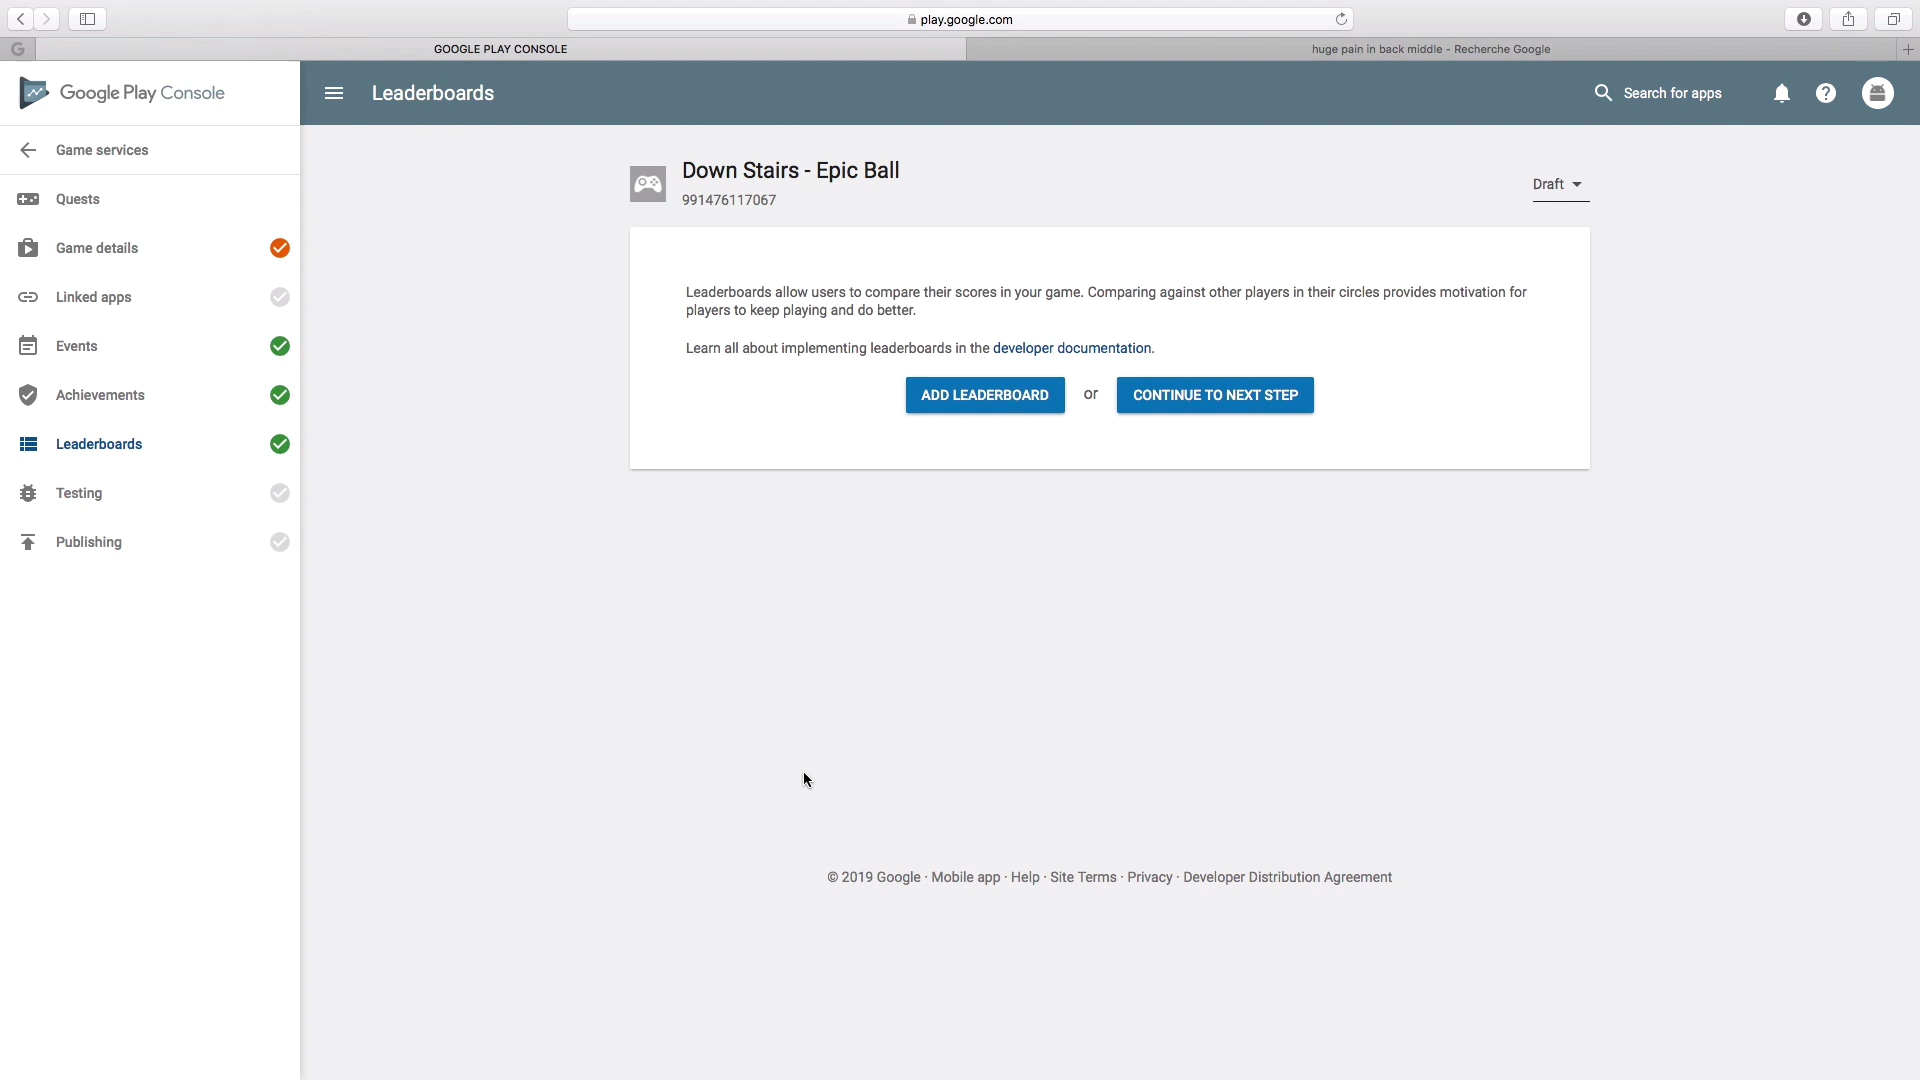 play.google.com
GOOGLE PLAY CONSOLE
huge pain in back middle - Recherche Google
Google Play Console
Leaderboards
Search for apps
Game services
Quests
Game details
Linked apps
Events
Achievements
Leaderboards
Testing
Publishing
Down Stairs - Epic Ball
991476117067
Draft
Leaderboards allow users to compare their scores in your game. Comparing against other players in their circles provides motivation for
players to keep playing and do better.
Learn all about implementing leaderboards in the developer documentation.
ADD LEADERBOARD or CONTINUE TO NEXT STEP
© 2019 Google · Mobile app · Help · Site Terms · Privacy · Developer Distribution Agreement